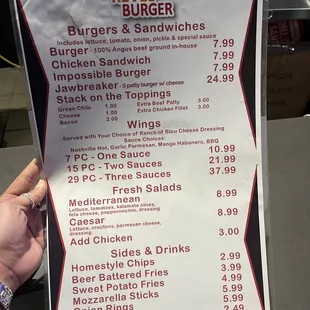 BURGER
Burgers & Sandwiches
Includes lettuce, tomato, onion, pickle & special sauce
Burger - 100% Angus beef ground in-house 7.99
Chicken Sandwich 7.99
Impossible Burger 7.99
Jawbreaker - 5 patty burger w/ cheese 24.99
Stack on the Toppings
Green Chile 1.00 Extra Beef Patty 3.00
Cheese 1.00 Extra Chicken Fillet 3.00
Bacon 2.00
Wings
Served with Your Choice of Ranch of Blau Cheese Dressing
Sauce Choices:
Nashville Hot, Garlic Parmesan, Mango Habanero, BBQ
7 PC - One Sauce 10.99
15 PC - Two Sauces 21.99
29 PC - Three Sauces 37.99
Fresh Salads
Mediterranean 8.99
Lettuce, tomatoes, kalamata olives,
feta cheese, pepperoncinis, dressing
Caesar 8.99
Lettuce, croûtons, parmesan cheese,
dressing
Add Chicken 3.00
Sides & Drinks
Homestyle Chips 2.99
Beer Battered Fries 3.99
Sweet Potato Fries 4.99
Mozzarella Sticks 5.99
Onion Rings 5.99
2.49